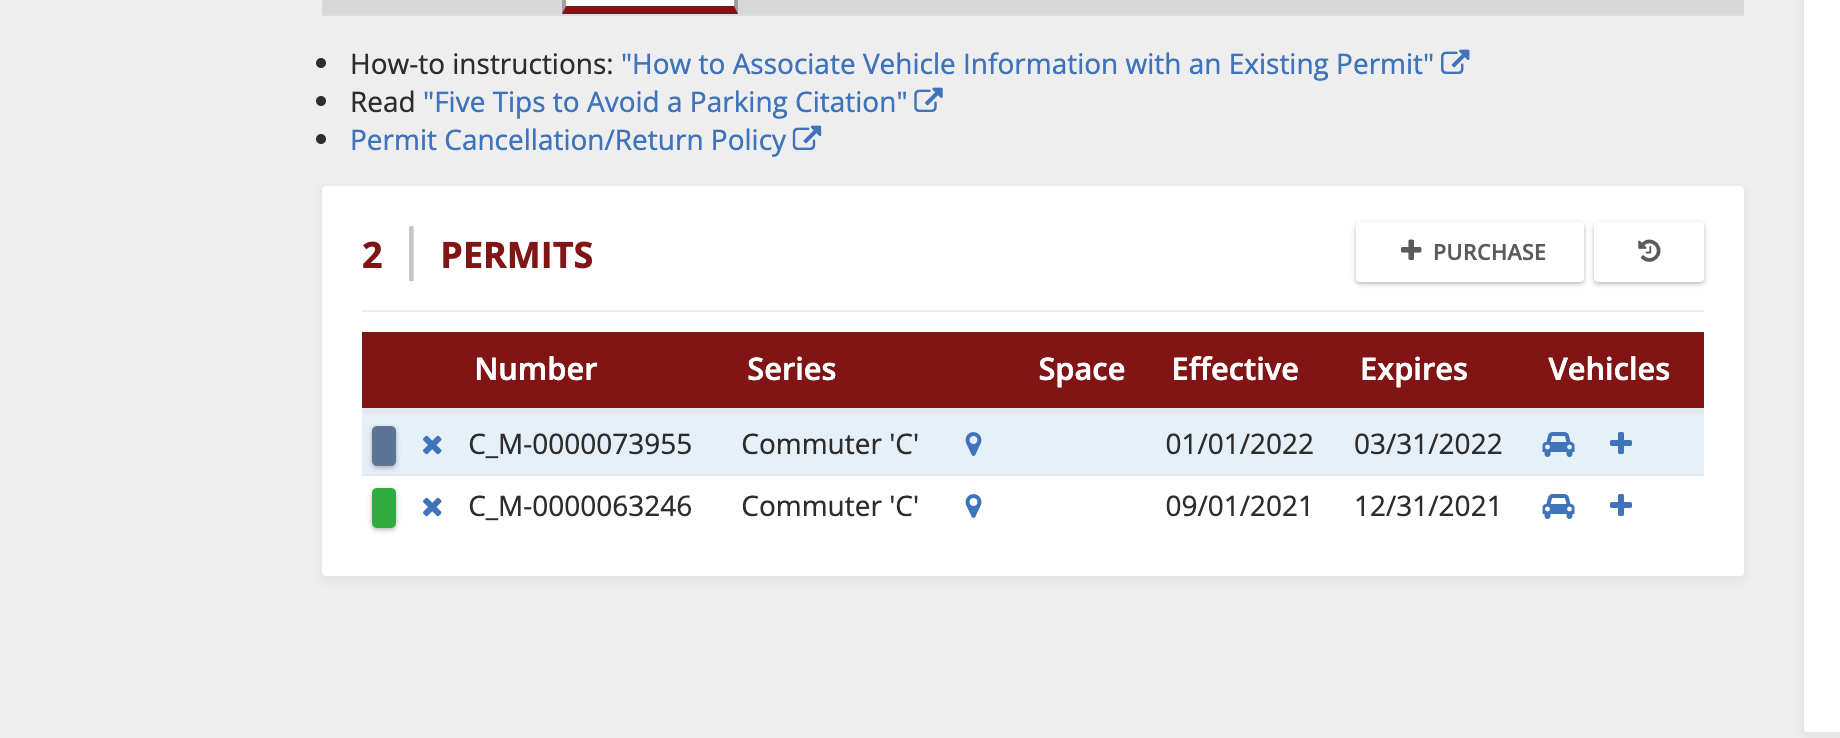 How-to instructions: "How to Associate Vehicle Information with an Existing Permit"
Read "Five Tips to Avoid a Parking Citation"
Permit Cancellation/Return Policy
2 PERMITS PURCHASE
Number Series Space Effective Expires Vehicles
C_M-0000073955 Commuter 'C' 01/01/2022 03/31/2022
C_M-0000063246 Commuter 'C' 09/01/2021 12/31/2021